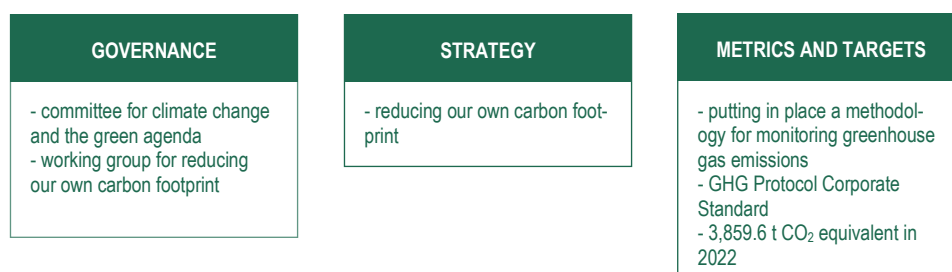 GOVERNANCE
- committee for climate change
and the green agenda
- working group for reducing
our own carbon footprint
STRATEGY
- reducing our own carbon foot-
print
METRICS AND TARGETS
- putting in place a methodol-
ogy for monitoring greenhouse
gas emissions
- GHG Protocol Corporate
Standard
- 3,859.6 t CO₂ equivalent in
2022